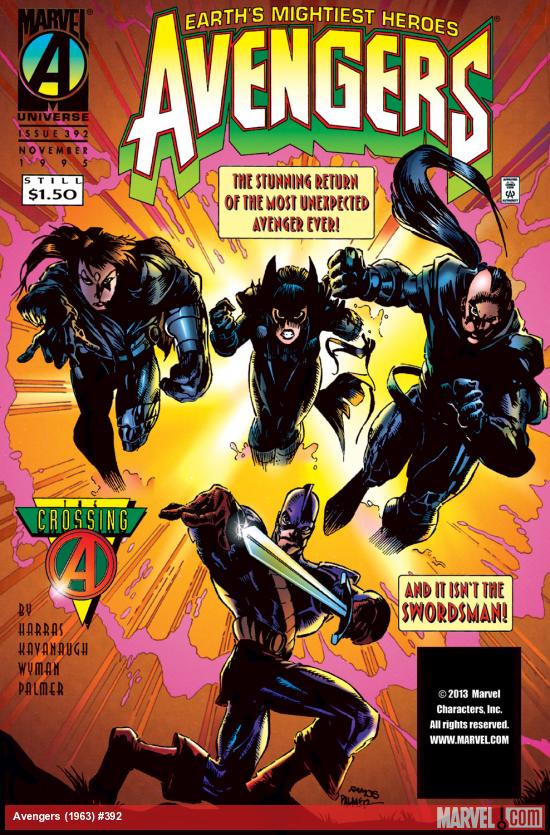 MARVEL
A
UNIVERSE
ISSUE 392
NOVEMBER
1995
STILL
$1.50
EARTH'S MIGHTIEST HEROES
AVENGERS
THE STUNNING RETURN
OF THE MOST UNEXPECTED
AVENGER EVER!
THE
CROSSING
A
BY
HARRAS
KAVANAUGH
WYMAN
PALMER
AND IT ISN'T THE
SWORDSMAN!
© 2013 Marvel
Characters, Inc.
All rights reserved.
WWW.MARVEL.COM
PALMER
Avengers (1963) #392
MARVEL.com